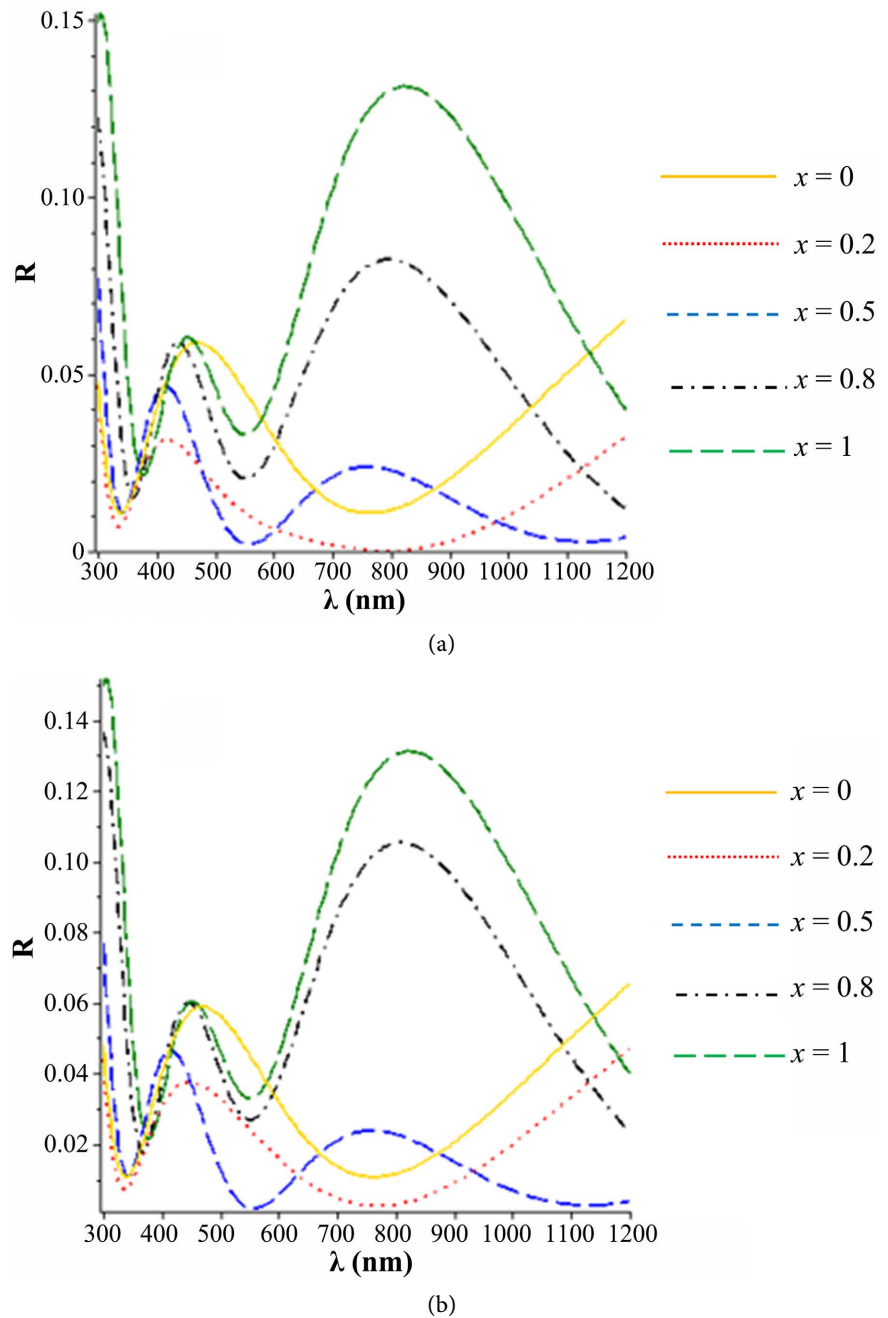 0.15
0.10
0.05
0
R
300 400 500 600 700 800 900 1000 1100 1200
λ (nm)
x = 0
x = 0.2
x = 0.5
x = 0.8
x = 1
(a)
0.14
0.12
0.10
0.08
0.06
0.04
0.02
R
300 400 500 600 700 800 900 1000 1100 1200
λ (nm)
x = 0
x = 0.2
x = 0.5
x = 0.8
x = 1
(b)